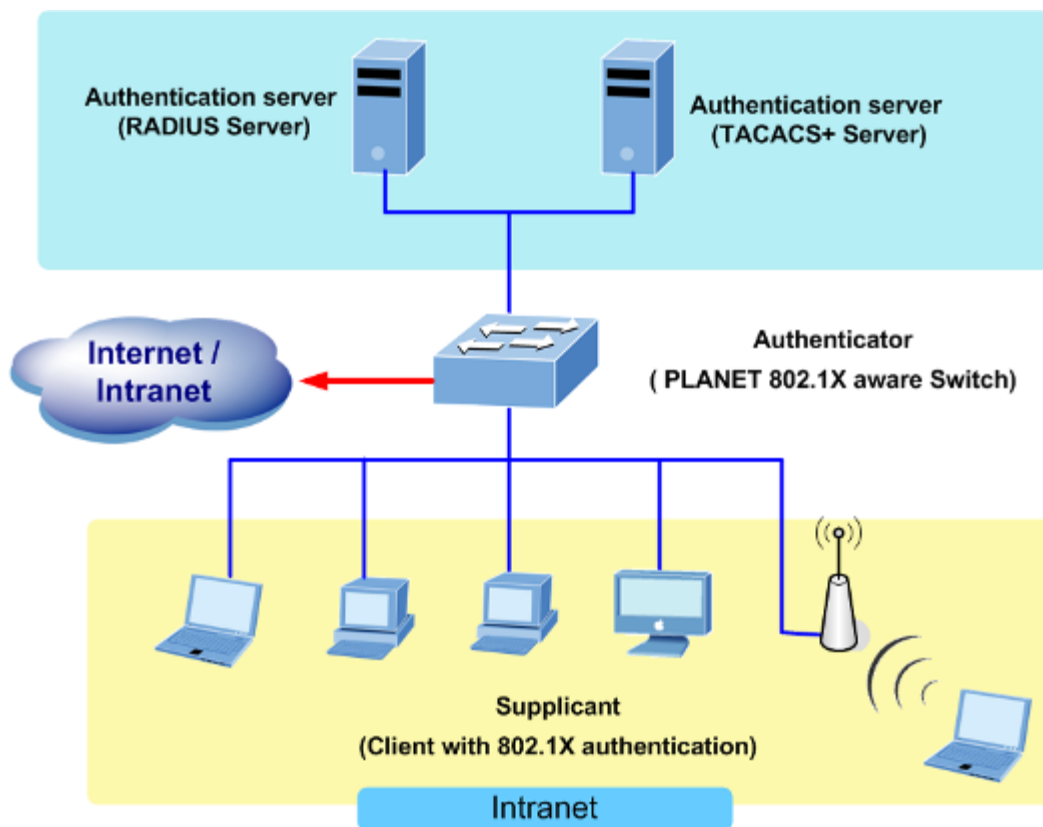 Authentication server
(RADIUS Server)
Authentication server
(TACACS+ Server)
Internet /
Intranet
Authenticator
( PLANET 802.1X aware Switch)
Supplicant
(Client with 802.1X authentication)
Intranet